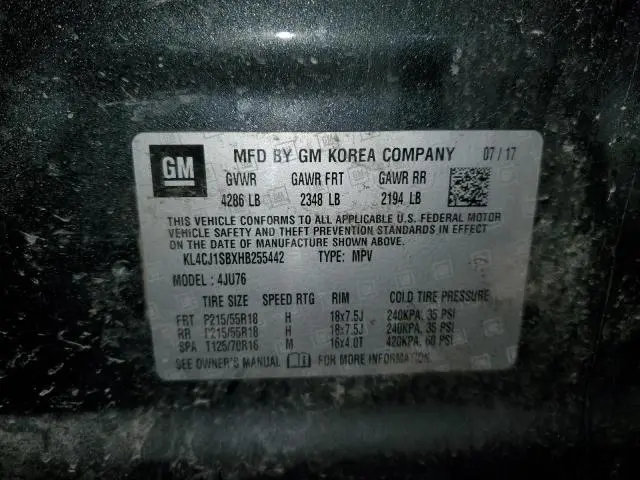 GM MFD BY GM KOREA COMPANY 07/17
GVWR GAWR FRT GAWR RR
4286 LB 2348 LB 2194 LB
THIS VEHICLE CONFORMS TO ALL APPLICABLE U.S. FEDERAL MOTOR
VEHICLE SAFETY AND THEFT PREVENTION STANDARDS IN EFFECT
ON THE DATE OF MANUFACTURE SHOWN ABOVE.
KL4CJ1SBXHB255442 TYPE: MPV
MODEL: 4JU76
TIRE SIZE SPEED RTG RIM COLD TIRE PRESSURE
FRT P215/55R18 H 18x7.5J 240KPA, 35 PSI
RR P215/55R18 H 18x7.5J 240KPA, 35 PSI
SPA T125/70R16 M 16x4.0T 420KPA, 60 PSI
SEE OWNER'S MANUAL FOR MORE INFORMATION.